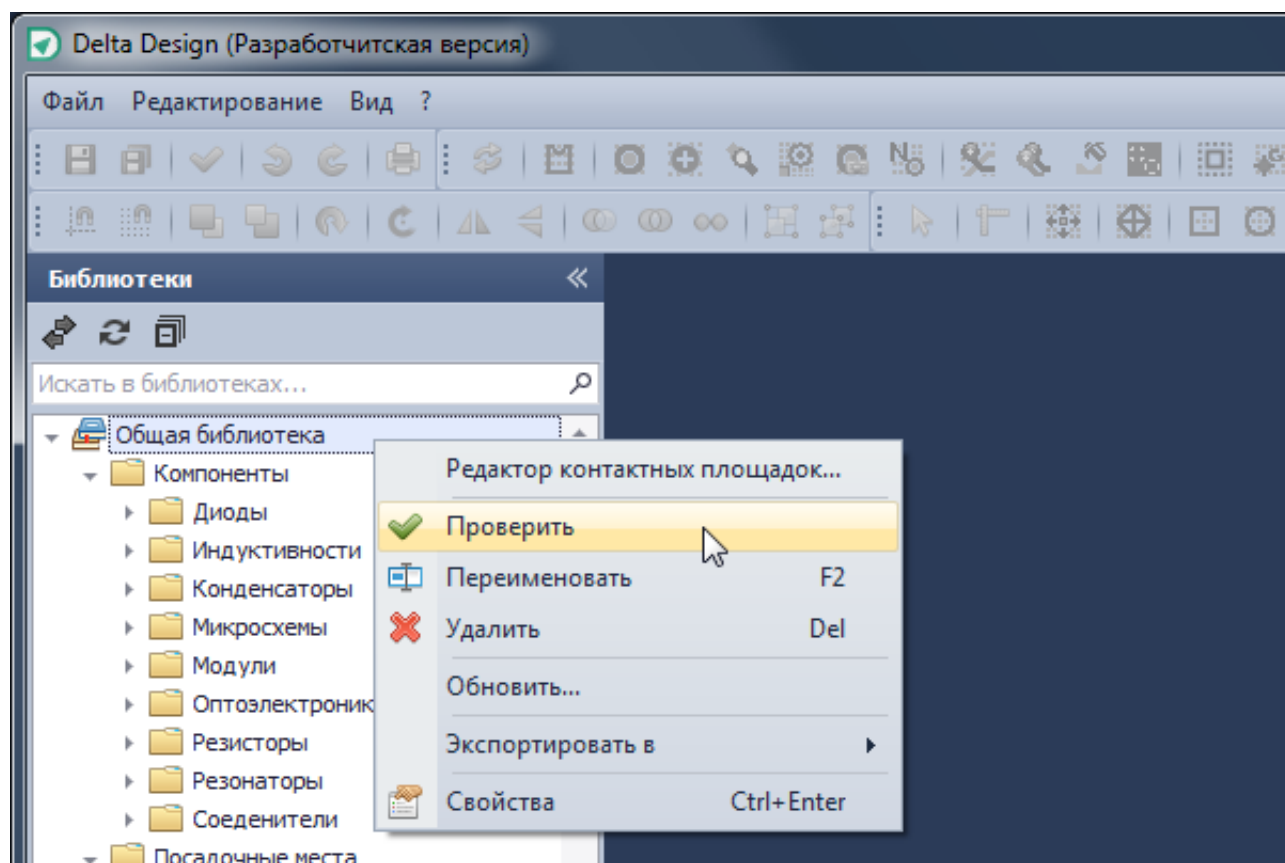 Delta Design (Разработчитская версия)
Файл Редактирование Вид ?
Библиотеки
Искать в библиотеках...
Общая библиотека
Компоненты
Диоды
Индуктивности
Конденсаторы
Микросхемы
Модули
Оптоэлектроник
Резисторы
Резонаторы
Соеденители
Посадочные места
Редактор контактных площадок...
Проверить
Переименовать F2
Удалить Del
Обновить...
Экспортировать в
Свойства Ctrl+Enter